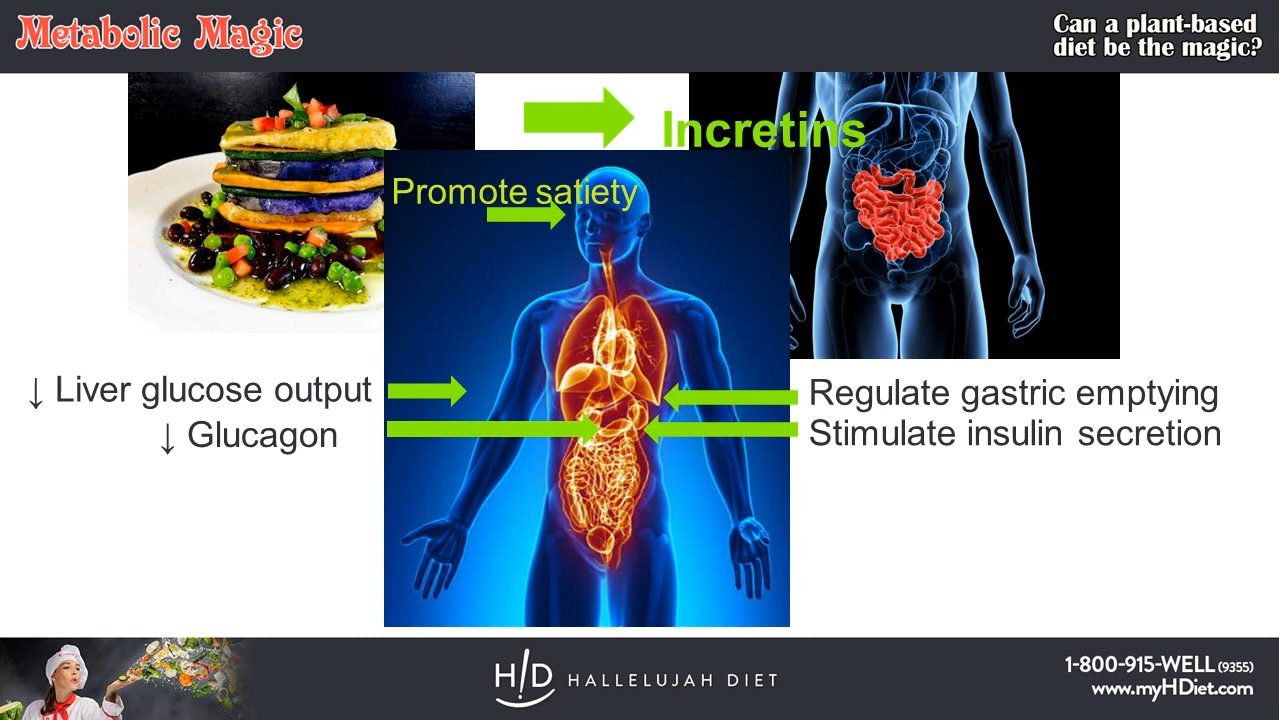 Metabolic Magic
Can a plant-based
diet be the magic?
Incretins
Promote satiety
↓ Liver glucose output
↓ Glucagon
Regulate gastric emptying
Stimulate insulin secretion
H!D HALLELUJAH DIET
1-800-915-WELL (9355)
www.myHDiet.com